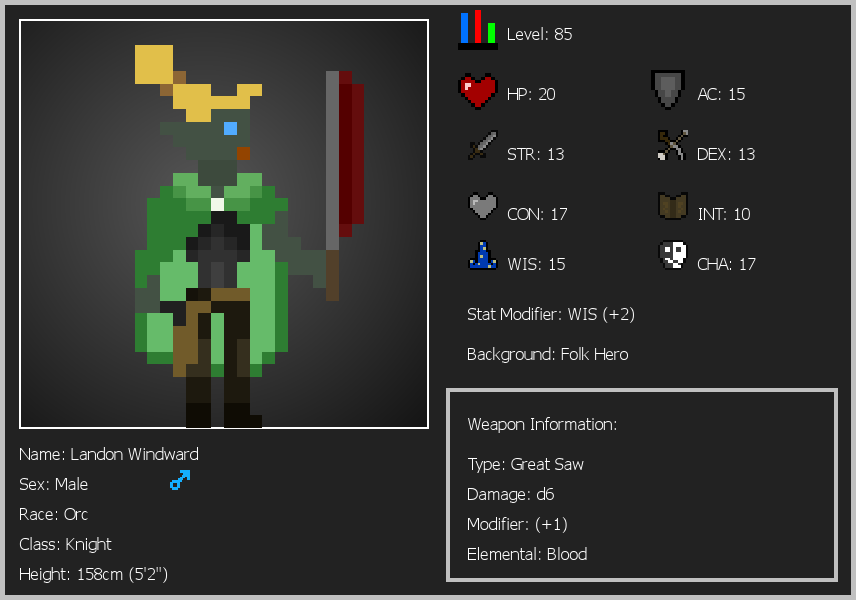 Level: 85
HP: 20
AC: 15
STR: 13
DEX: 13
CON: 17
INT: 10
WIS: 15
CHA: 17
Stat Modifier: WIS (+2)
Background: Folk Hero
Weapon Information:
Type: Great Saw
Damage: d6
Modifier: (+1)
Elemental: Blood
Name: Landon Windward
Sex: Male
Race: Orc
Class: Knight
Height: 158cm (5'2")